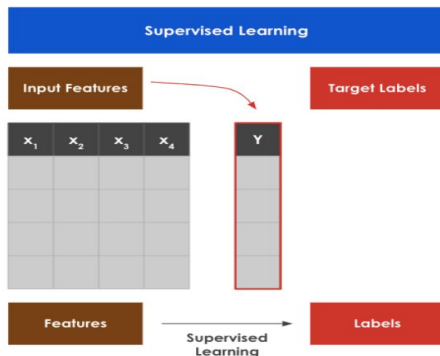 Supervised Learning
Input Features
Target Labels
x₁ x₂ x₃ x₄ Y
Features
Supervised
Learning
Labels